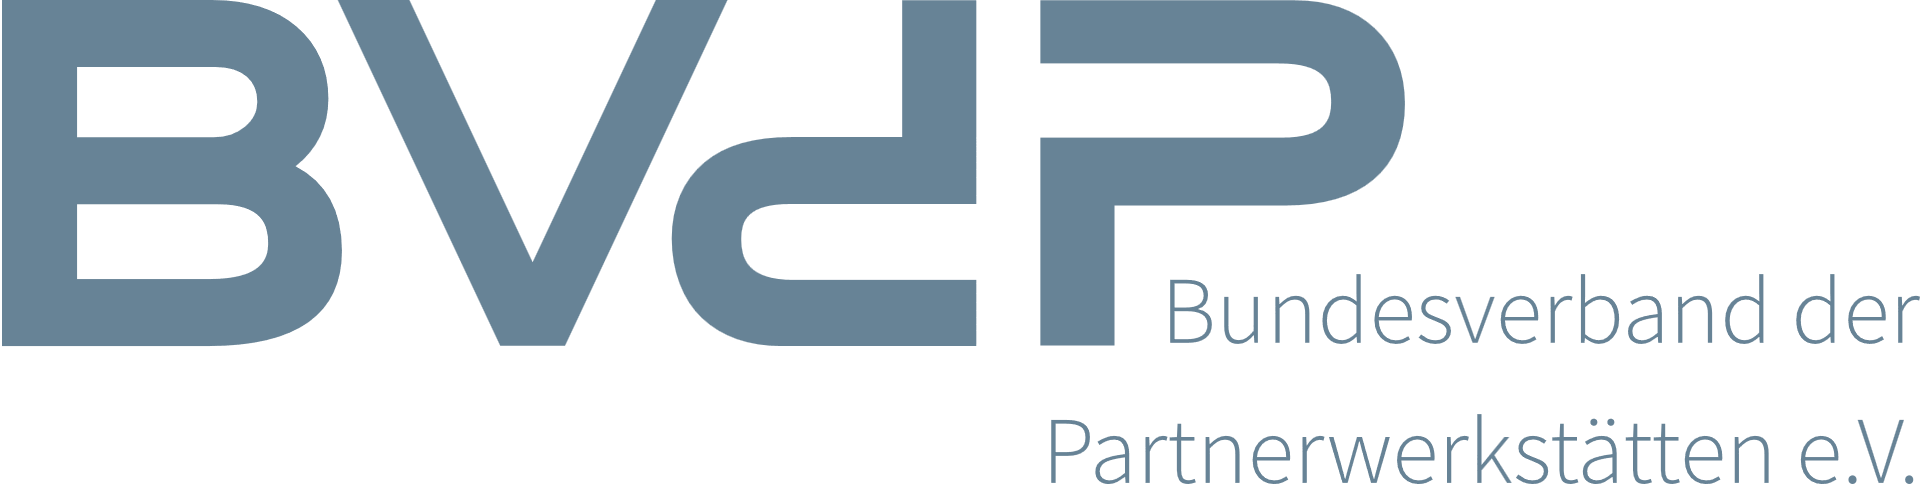 BVdP
Bundesverband der
Partnerwerkstätten e.V.